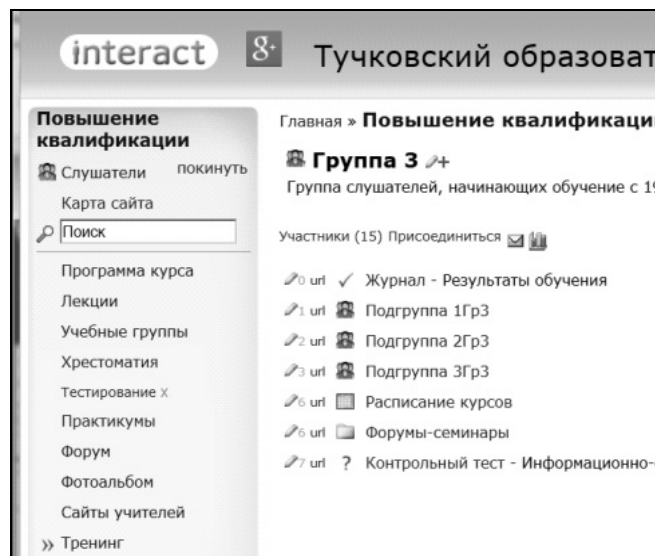 interact
g+
Тучковский образоват
Повышение
квалификации
Слушатели покинуть
Карта сайта
Поиск
Программа курса
Лекции
Учебные группы
Хрестоматия
Тестирование X
Практикумы
Форум
Фотоальбом
Сайты учителей
» Тренинг
Главная » Повышение квалификации
Группа 3
Группа слушателей, начинающих обучение с 19
Участники (15) Присоединиться
0 url Журнал - Результаты обучения
1 url Подгруппа 1Гр3
2 url Подгруппа 2Гр3
3 url Подгруппа 3Гр3
6 url Расписание курсов
6 url Форумы-семинары
7 url ? Контрольный тест - Информационно-